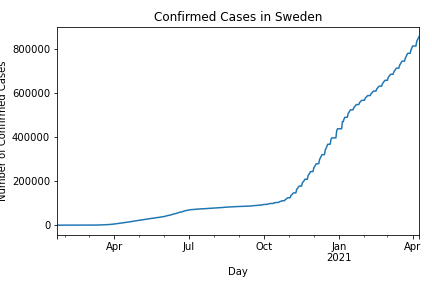 Confirmed Cases in Sweden
Number of Confirmed Cases
800000
600000
400000
200000
0
Apr
Jul
Oct
Jan
2021
Apr
Day